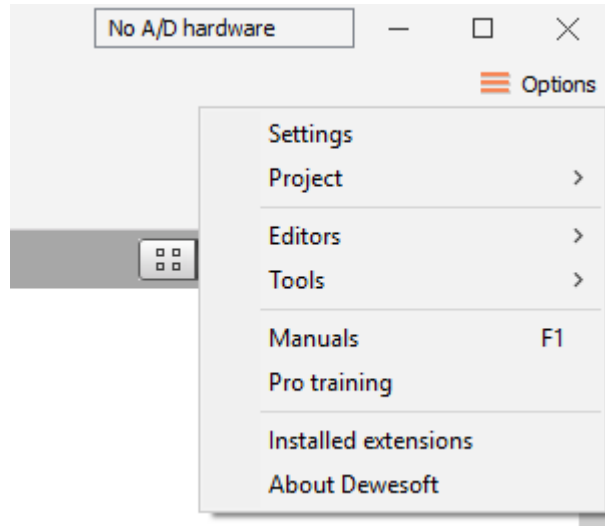 No A/D hardware
Options
Settings
Project
Editors
Tools
Manuals F1
Pro training
Installed extensions
About Dewesoft